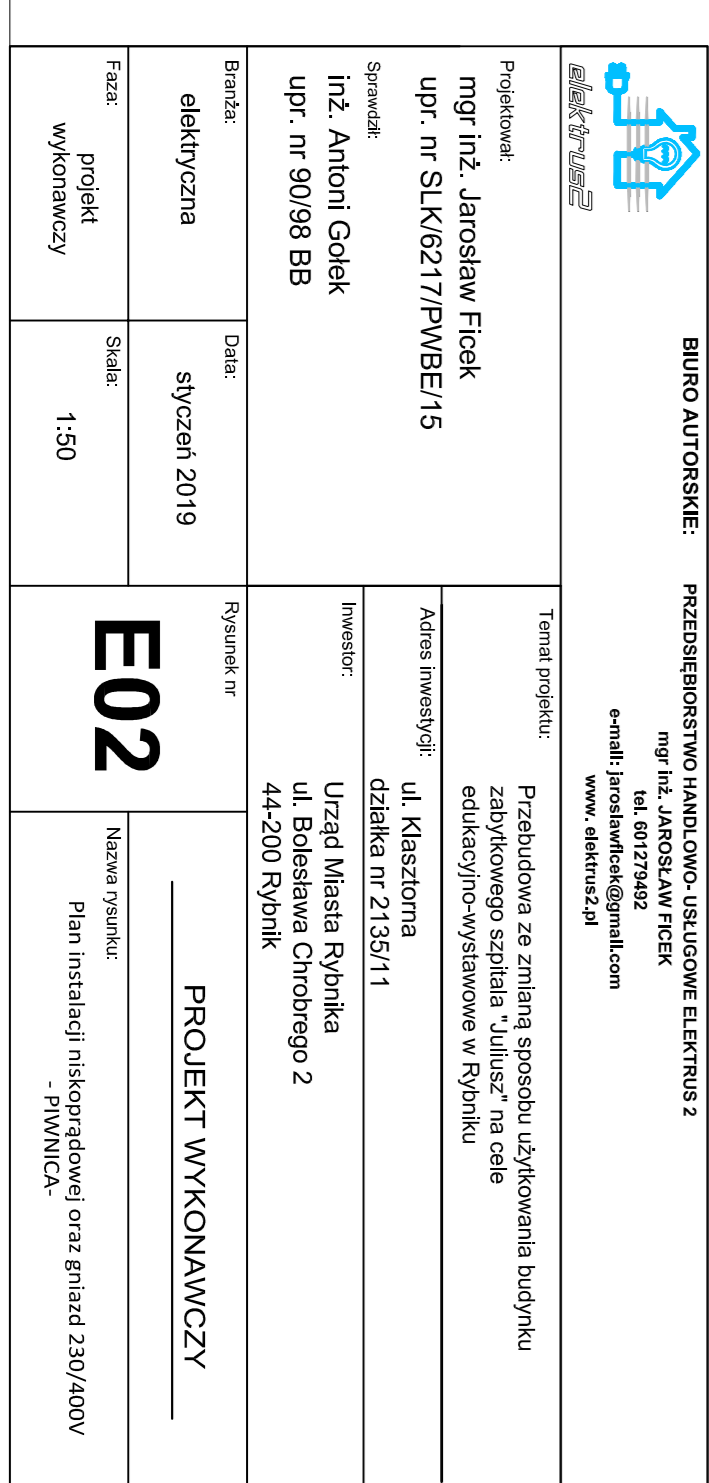 elektrus2
BIURO AUTORSKIE:
PRZEDSIĘBIORSTWO HANDLOWO- USŁUGOWE ELEKTRUS 2
mgr inż. JAROSŁAW FICEK
tel. 601279492
e-mall: jaroslawflcek@gmall.com
www. elektrus2.pl
Projektował:
mgr inż. Jarosław Ficek
upr. nr SLK/6217/PWBE/15
Sprawdził:
inż. Antoni Gołek
upr. nr 90/98 BB
Temat projektu:
Przebudowa ze zmianą sposobu użytkowania budynku
zabytkowego szpitala "Juliusz" na cele
edukacyjno-wystawowe w Rybniku
Adres inwestycji:
ul. Klasztorna
działka nr 2135/11
Inwestor:
Urząd Miasta Rybnika
ul. Bolesława Chrobrego 2
44-200 Rybnik
Branża:
elektryczna
Data:
styczeń 2019
Faza:
projekt
wykonawczy
Skala:
1:50
Rysunek nr
E02
PROJEKT WYKONAWCZY
Nazwa rysunku:
Plan instalacji niskoprądowej oraz gniazd 230/400V
- PIWNICA-